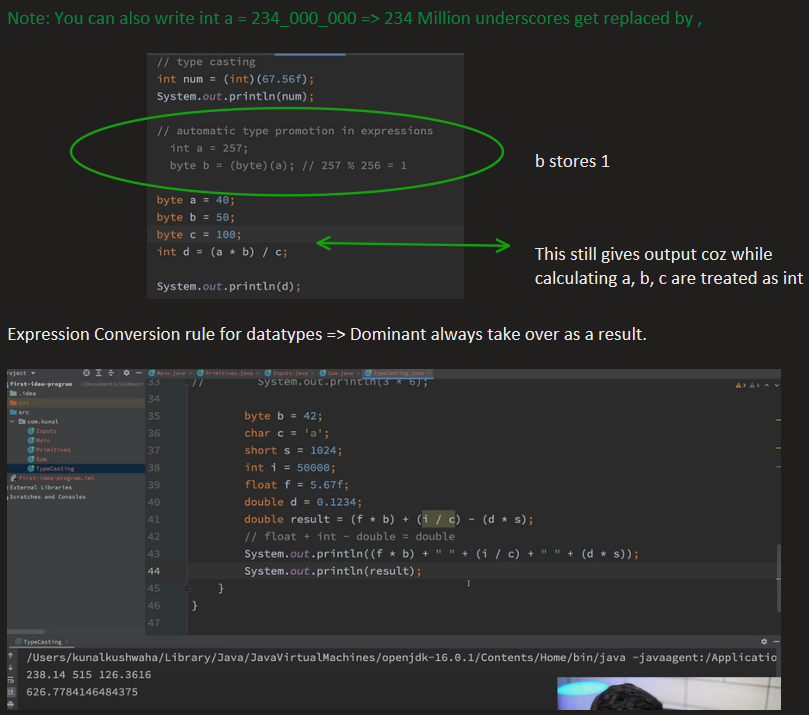 Note: You can also write int a = 234_000_000 => 234 Million underscores get replaced by ,
// type casting
int num = (int)(67.56f);
System.out.println(num);
// automatic type promotion in expressions
int a = 257;
byte b = (byte)(a); // 257 % 256 = 1
b stores 1
byte a = 40;
byte b = 50;
byte c = 100;
int d = (a * b) / c;
System.out.println(d);
This still gives output coz while
calculating a, b, c are treated as int
Expression Conversion rule for datatypes => Dominant always take over as a result.
Project
Main.java Primitives.java Inputs.java Sum.java TypeCasting.java
first-idea-program ~/Documents/Commun
.idea
out
src
com.kunal
Inputs
Main
Primitives
Sum
TypeCasting
first-idea-program.iml
External Libraries
Scratches and Consoles
33 // System.out.println(3 * 6);
34
35 byte b = 42;
36 char c = 'a';
37 short s = 1024;
38 int i = 50000;
39 float f = 5.67f;
40 double d = 0.1234;
41 double result = (f * b) + (i / c) - (d * s);
42 // float + int - double = double
43 System.out.println((f * b) + " " + (i / c) + " " + (d * s));
44 System.out.println(result);
45 }
46 }
47
TypeCasting
/Users/kunalkushwaha/Library/Java/JavaVirtualMachines/openjdk-16.0.1/Contents/Home/bin/java -javaagent:/Applicatio
238.14 515 126.3616
626.7784146484375